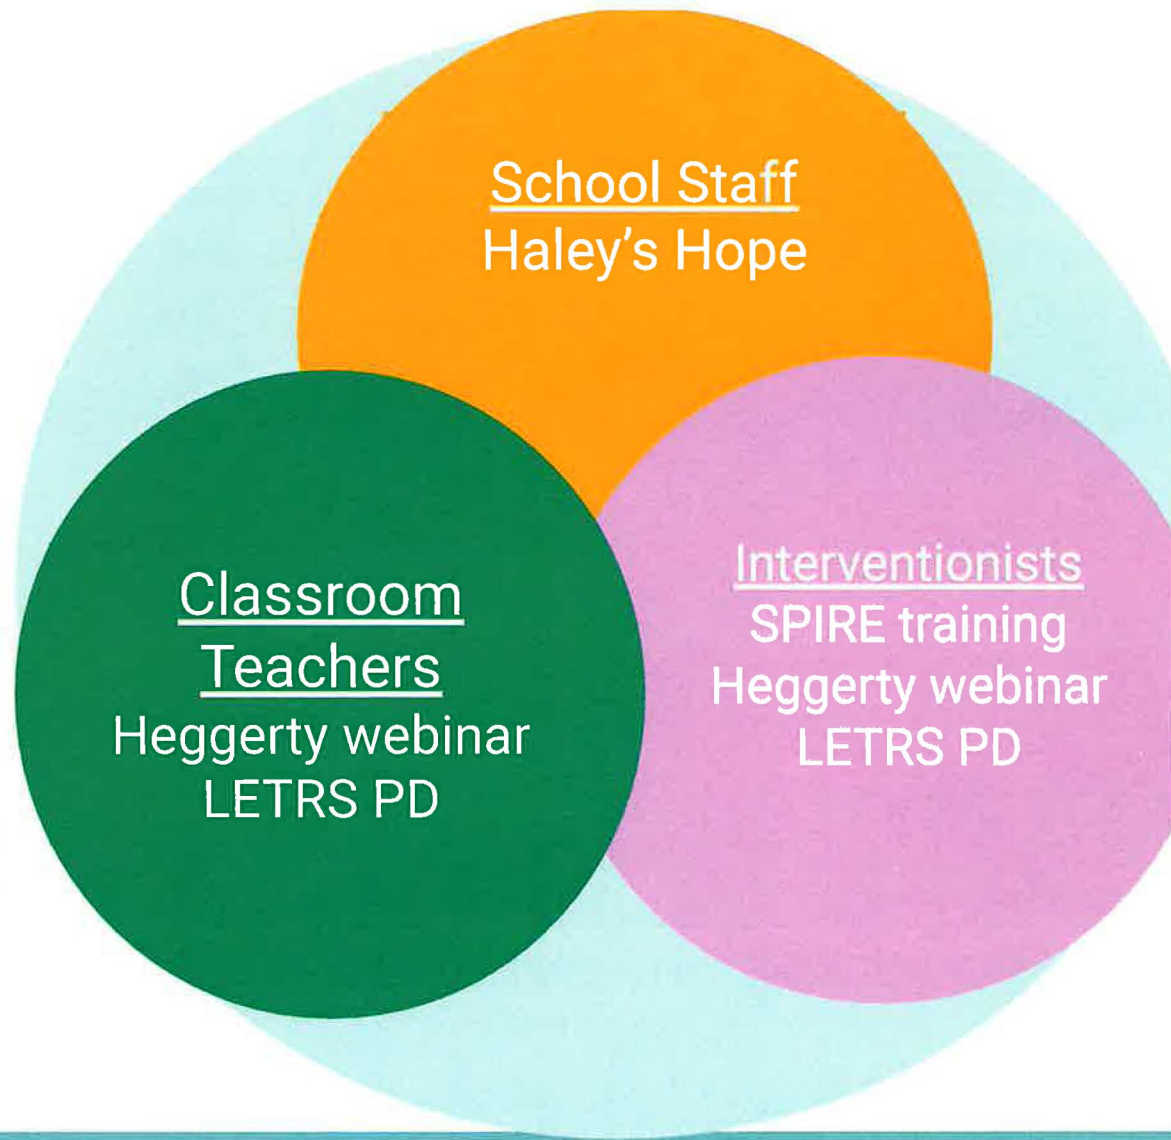 School Staff
Haley's Hope
Classroom
Teachers
Heggerty webinar
LETRS PD
Interventionists
SPIRE training
Heggerty webinar
LETRS PD